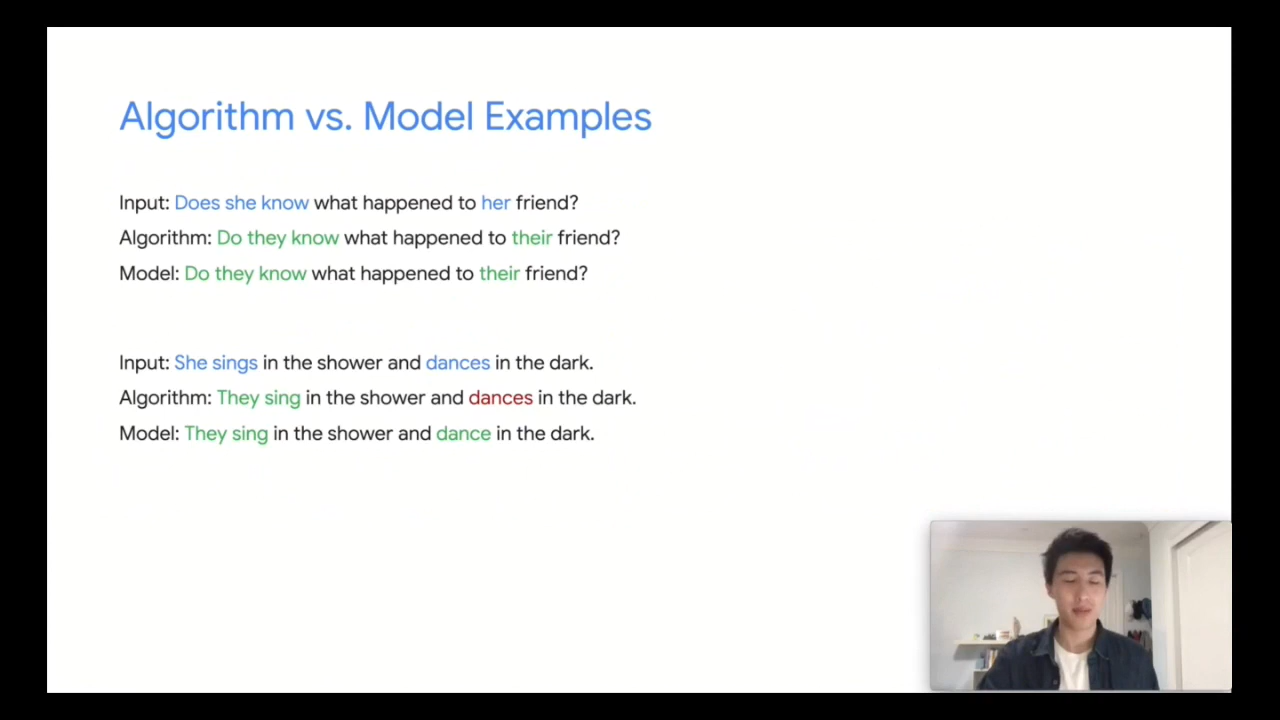 Algorithm vs. Model Examples
Input: Does she know what happened to her friend?
Algorithm: Do they know what happened to their friend?
Model: Do they know what happened to their friend?
Input: She sings in the shower and dances in the dark.
Algorithm: They sing in the shower and dances in the dark.
Model: They sing in the shower and dance in the dark.